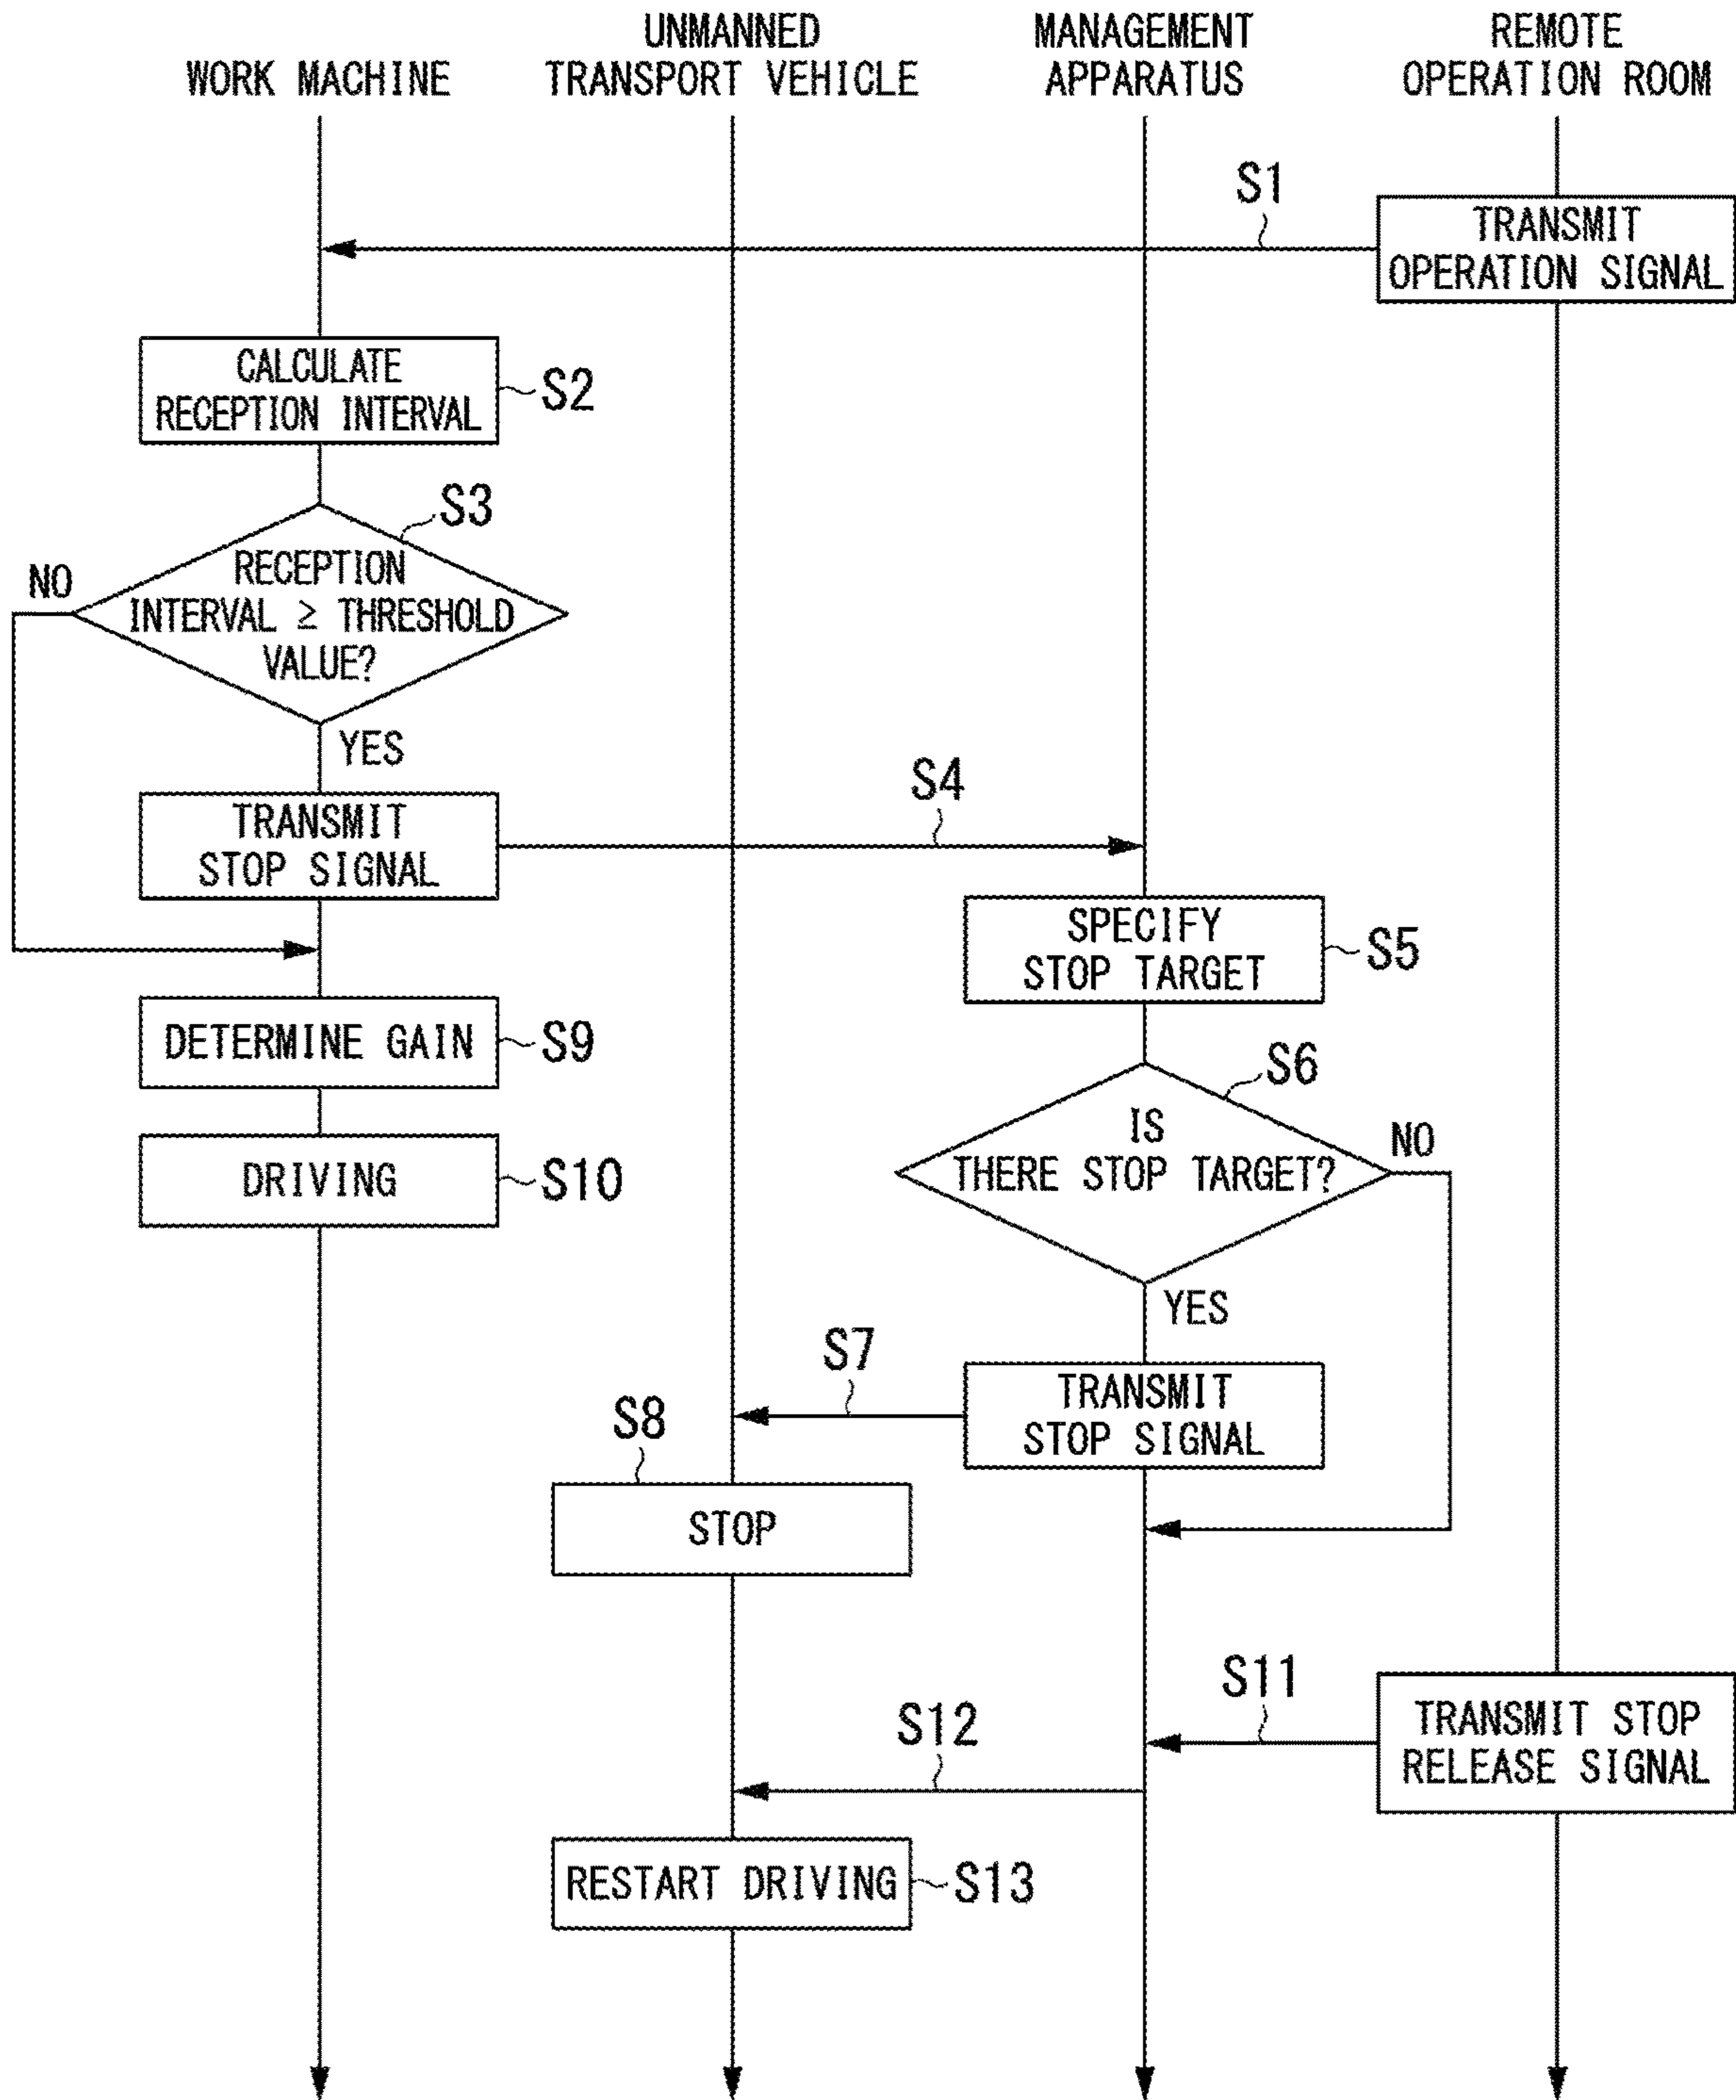 WORK MACHINE
UNMANNED
TRANSPORT VEHICLE
MANAGEMENT
APPARATUS
REMOTE
OPERATION ROOM
S1
TRANSMIT
OPERATION SIGNAL
CALCULATE
RECEPTION INTERVAL
S2
S3
NO
RECEPTION
INTERVAL ≥ THRESHOLD
VALUE?
YES
TRANSMIT
STOP SIGNAL
S4
SPECIFY
STOP TARGET
S5
DETERMINE GAIN
S9
S6
IS
THERE STOP TARGET?
NO
DRIVING
S10
YES
S7
TRANSMIT
STOP SIGNAL
S8
STOP
S11
TRANSMIT STOP
RELEASE SIGNAL
S12
RESTART DRIVING
S13